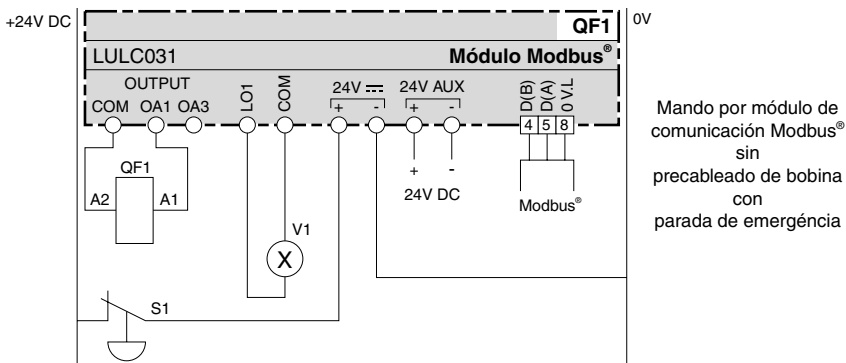 +24V DC
QF1
0V
LULC031
Módulo Modbus®
OUTPUT
COM OA1 OA3
LO1
COM
24V
+ -
24V AUX
+ -
D(B)
D(A)
0 V.L
4 5 8
QF1
A2 A1
+ -
24V DC
Modbus®
V1
X
S1
Mando por módulo de
comunicación Modbus®
sin
precableado de bobina
con
parada de emergéncia